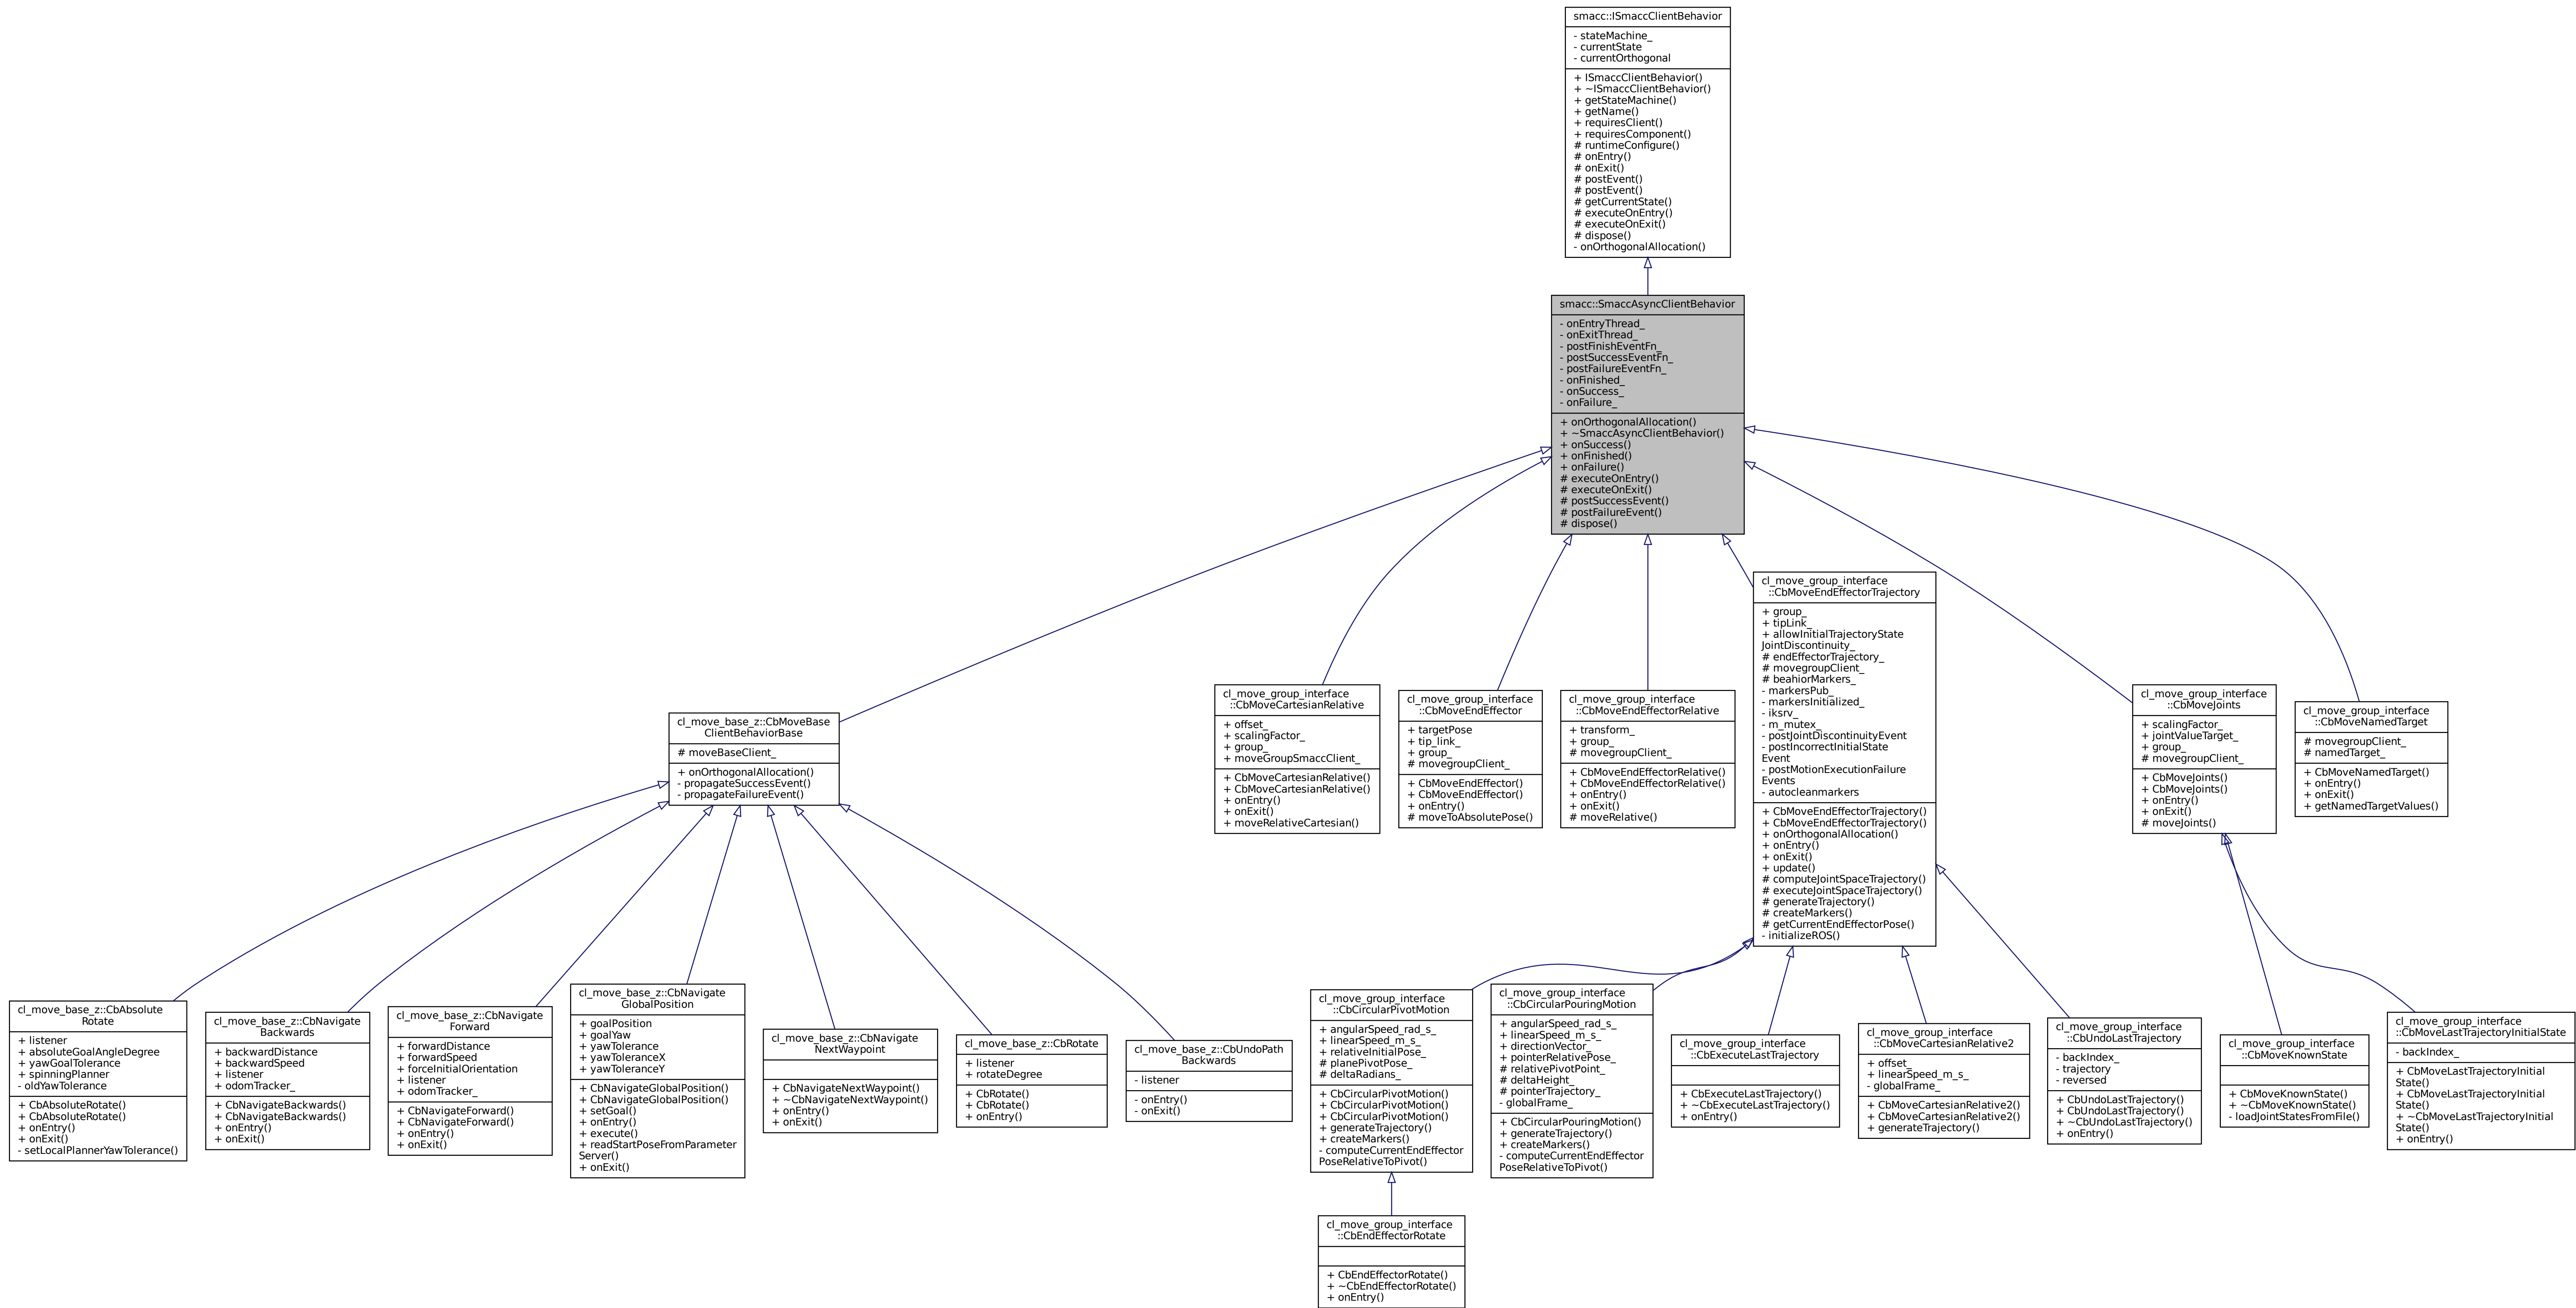 smacc::ISmaccClientBehavior
- stateMachine_
- currentState
- currentOrthogonal
+ ISmaccClientBehavior()
+ ~ISmaccClientBehavior()
+ getStateMachine()
+ getName()
+ requiresClient()
+ requiresComponent()
# runtimeConfigure()
# onEntry()
# onExit()
# postEvent()
# postEvent()
# getCurrentState()
# executeOnEntry()
# executeOnExit()
# dispose()
- onOrthogonalAllocation()
smacc::SmaccAsyncClientBehavior
- onEntryThread_
- onExitThread_
- postFinishEventFn_
- postSuccessEventFn_
- postFailureEventFn_
- onFinished_
- onSuccess_
- onFailure_
+ onOrthogonalAllocation()
+ ~SmaccAsyncClientBehavior()
+ onSuccess()
+ onFinished()
+ onFailure()
# executeOnEntry()
# executeOnExit()
# postSuccessEvent()
# postFailureEvent()
# dispose()
cl_move_base_z::CbMoveBase
ClientBehaviorBase
# moveBaseClient_
+ onOrthogonalAllocation()
- propagateSuccessEvent()
- propagateFailureEvent()
cl_move_group_interface
::CbMoveCartesianRelative
+ offset_
+ scalingFactor_
+ group_
+ moveGroupSmaccClient_
+ CbMoveCartesianRelative()
+ CbMoveCartesianRelative()
+ onEntry()
+ onExit()
+ moveRelativeCartesian()
cl_move_group_interface
::CbMoveEndEffector
+ targetPose
+ tip_link_
+ group_
# movegroupClient_
+ CbMoveEndEffector()
+ CbMoveEndEffector()
+ onEntry()
# moveToAbsolutePose()
cl_move_group_interface
::CbMoveEndEffectorRelative
+ transform_
+ group_
# movegroupClient_
+ CbMoveEndEffectorRelative()
+ CbMoveEndEffectorRelative()
+ onEntry()
+ onExit()
# moveRelative()
cl_move_group_interface
::CbMoveEndEffectorTrajectory
+ group_
+ tipLink_
+ allowInitialTrajectoryState
JointDiscontinuity_
# endEffectorTrajectory_
# movegroupClient_
# beahiorMarkers_
- markersPub_
- markersInitialized_
- iksrv_
- m_mutex_
- postJointDiscontinuityEvent
- postIncorrectInitialState
Event
- postMotionExecutionFailure
Events
- autocleanmarkers
+ CbMoveEndEffectorTrajectory()
+ CbMoveEndEffectorTrajectory()
+ onOrthogonalAllocation()
+ onEntry()
+ onExit()
+ update()
# computeJointSpaceTrajectory()
# executeJointSpaceTrajectory()
# generateTrajectory()
# createMarkers()
# getCurrentEndEffectorPose()
- initializeROS()
cl_move_group_interface
::CbMoveJoints
+ scalingFactor_
+ jointValueTarget_
+ group_
# movegroupClient_
+ CbMoveJoints()
+ CbMoveJoints()
+ onEntry()
+ onExit()
# moveJoints()
cl_move_group_interface
::CbMoveNamedTarget
# movegroupClient_
# namedTarget_
+ CbMoveNamedTarget()
+ onEntry()
+ onExit()
+ getNamedTargetValues()
cl_move_base_z::CbAbsolute
Rotate
+ listener
+ absoluteGoalAngleDegree
+ yawGoalTolerance
+ spinningPlanner
- oldYawTolerance
+ CbAbsoluteRotate()
+ CbAbsoluteRotate()
+ onEntry()
+ onExit()
- setLocalPlannerYawTolerance()
cl_move_base_z::CbNavigate
Backwards
+ backwardDistance
+ backwardSpeed
+ listener
+ odomTracker_
+ CbNavigateBackwards()
+ CbNavigateBackwards()
+ onEntry()
+ onExit()
cl_move_base_z::CbNavigate
Forward
+ forwardDistance
+ forwardSpeed
+ forceInitialOrientation
+ listener
+ odomTracker_
+ CbNavigateForward()
+ CbNavigateForward()
+ onEntry()
+ onExit()
cl_move_base_z::CbNavigate
GlobalPosition
+ goalPosition
+ goalYaw
+ yawTolerance
+ yawToleranceX
+ yawToleranceY
+ CbNavigateGlobalPosition()
+ CbNavigateGlobalPosition()
+ setGoal()
+ onEntry()
+ execute()
+ readStartPoseFromParameter
Server()
+ onExit()
cl_move_base_z::CbNavigate
NextWaypoint
+ CbNavigateNextWaypoint()
+ ~CbNavigateNextWaypoint()
+ onEntry()
+ onExit()
cl_move_base_z::CbRotate
+ listener
+ rotateDegree
+ CbRotate()
+ CbRotate()
+ onEntry()
cl_move_base_z::CbUndoPath
Backwards
- listener
- onEntry()
- onExit()
cl_move_group_interface
::CbCircularPivotMotion
+ angularSpeed_rad_s_
+ linearSpeed_m_s_
+ relativeInitialPose_
# planePivotPose_
# deltaRadians_
+ CbCircularPivotMotion()
+ CbCircularPivotMotion()
+ CbCircularPivotMotion()
+ generateTrajectory()
+ createMarkers()
- computeCurrentEndEffector
PoseRelativeToPivot()
cl_move_group_interface
::CbCircularPouringMotion
+ angularSpeed_rad_s_
+ linearSpeed_m_s_
+ directionVector_
+ pointerRelativePose_
# relativePivotPoint_
# deltaHeight_
# pointerTrajectory_
- globalFrame_
+ CbCircularPouringMotion()
+ generateTrajectory()
+ createMarkers()
- computeCurrentEndEffector
PoseRelativeToPivot()
cl_move_group_interface
::CbExecuteLastTrajectory
+ CbExecuteLastTrajectory()
+ ~CbExecuteLastTrajectory()
+ onEntry()
cl_move_group_interface
::CbMoveCartesianRelative2
+ offset_
+ linearSpeed_m_s_
- globalFrame_
+ CbMoveCartesianRelative2()
+ CbMoveCartesianRelative2()
+ generateTrajectory()
cl_move_group_interface
::CbUndoLastTrajectory
- backIndex_
- trajectory
- reversed
+ CbUndoLastTrajectory()
+ CbUndoLastTrajectory()
+ ~CbUndoLastTrajectory()
+ onEntry()
cl_move_group_interface
::CbMoveKnownState
+ CbMoveKnownState()
+ ~CbMoveKnownState()
- loadJointStatesFromFile()
cl_move_group_interface
::CbMoveLastTrajectoryInitialState
- backIndex_
+ CbMoveLastTrajectoryInitial
State()
+ CbMoveLastTrajectoryInitial
State()
+ ~CbMoveLastTrajectoryInitial
State()
+ onEntry()
cl_move_group_interface
::CbEndEffectorRotate
+ CbEndEffectorRotate()
+ ~CbEndEffectorRotate()
+ onEntry()